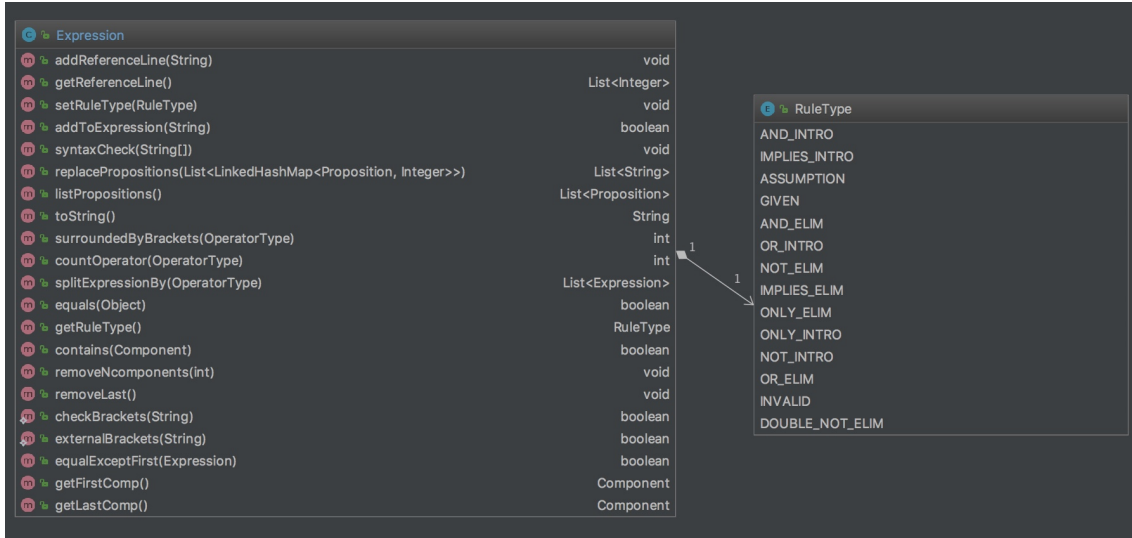 Expression
addReferenceLine(String) void
getReferenceLine() List<Integer>
setRuleType(RuleType) void
addToExpression(String) boolean
syntaxCheck(String[]) void
replacePropositions(List<LinkedHashMap<Proposition, Integer>>) List<String>
listPropositions() List<Proposition>
toString() String
surroundedByBrackets(OperatorType) int
countOperator(OperatorType) int
splitExpressionBy(OperatorType) List<Expression>
equals(Object) boolean
getRuleType() RuleType
contains(Component) boolean
removeNcomponents(int) void
removeLast() void
checkBrackets(String) boolean
externalBrackets(String) boolean
equalExceptFirst(Expression) boolean
getFirstComp() Component
getLastComp() Component
1
1
RuleType
AND_INTRO
IMPLIES_INTRO
ASSUMPTION
GIVEN
AND_ELIM
OR_INTRO
NOT_ELIM
IMPLIES_ELIM
ONLY_ELIM
ONLY_INTRO
NOT_INTRO
OR_ELIM
INVALID
DOUBLE_NOT_ELIM